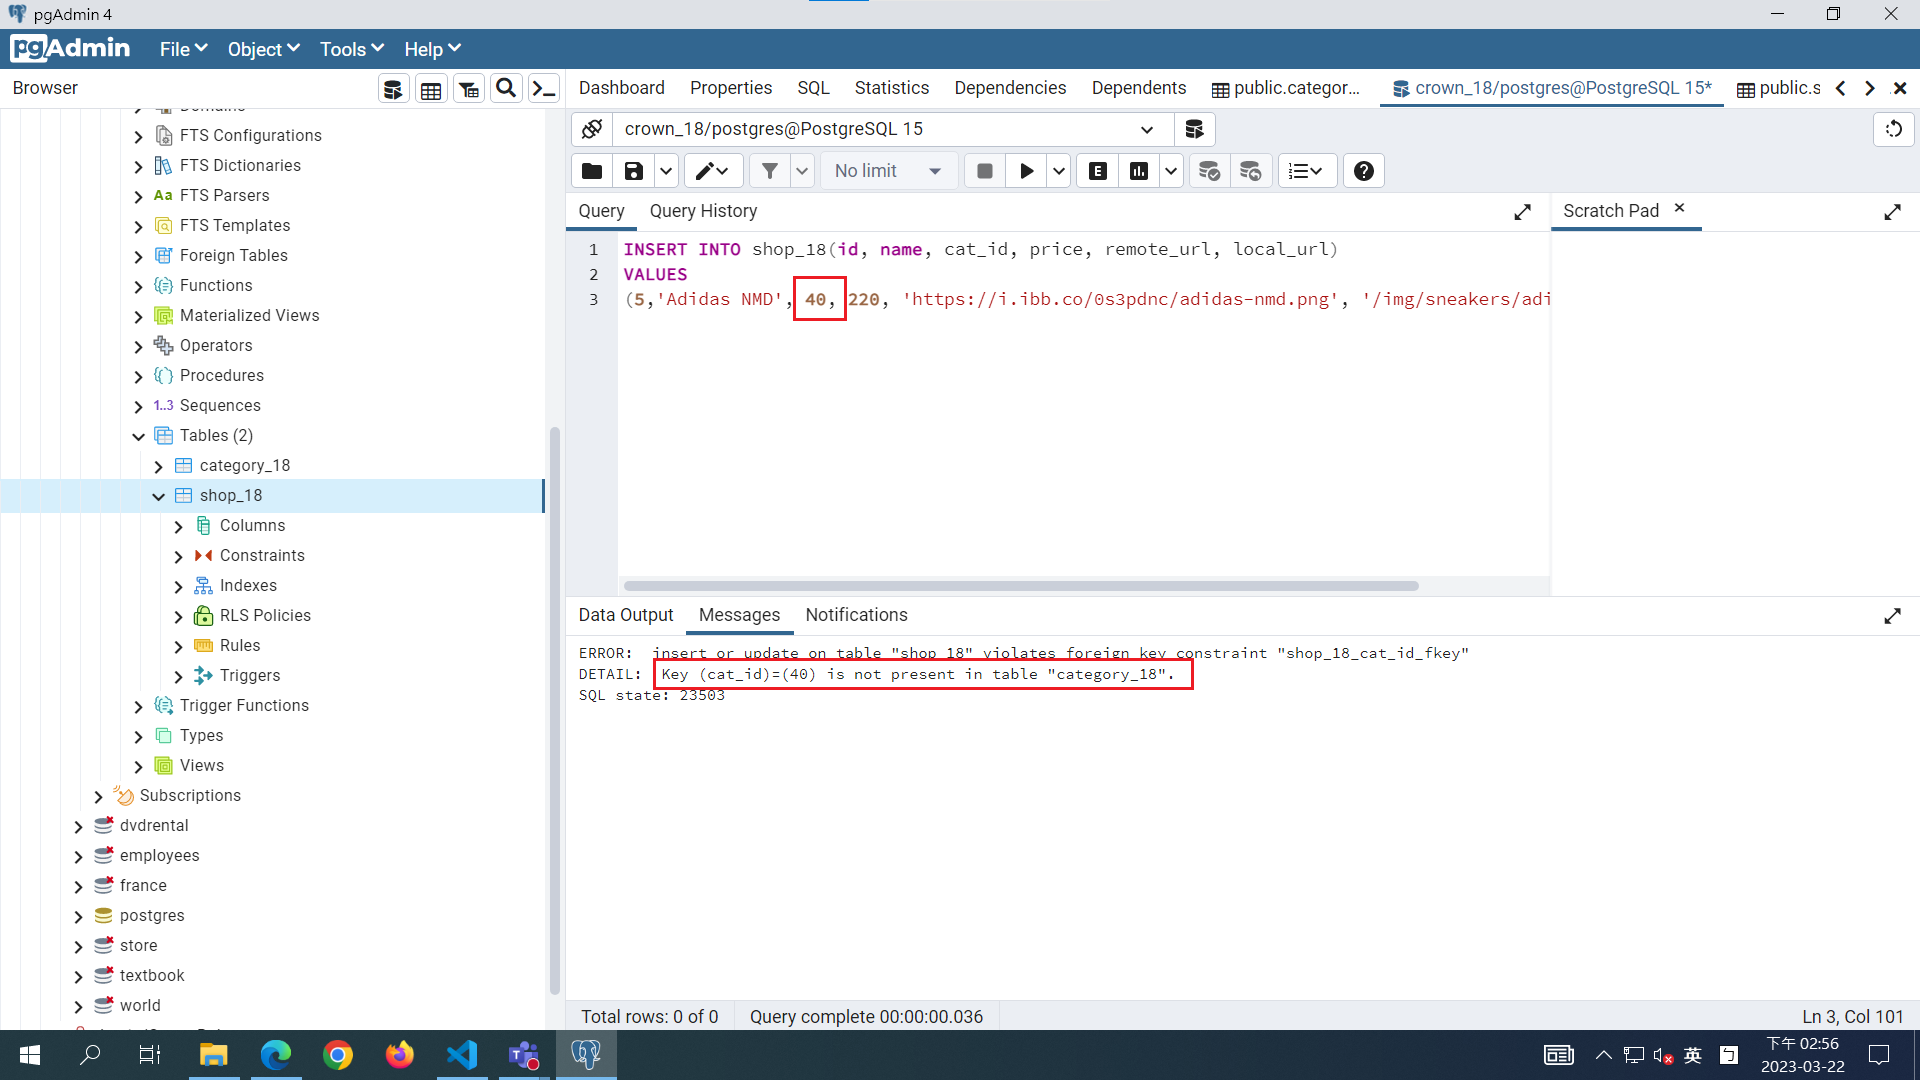 pgAdmin 4
pgAdmin File Object Tools Help
Browser
Dashboard Properties SQL Statistics Dependencies Dependents public.categor... crown_18/postgres@PostgreSQL 15* public.s
crown_18/postgres@PostgreSQL 15
No limit
Query Query History
Scratch Pad
1 INSERT INTO shop_18(id, name, cat_id, price, remote_url, local_url)
2 VALUES
3 (5,'Adidas NMD', 40, 220, 'https://i.ibb.co/0s3pdnc/adidas-nmd.png', '/img/sneakers/adi
Domains
FTS Configurations
FTS Dictionaries
Aa FTS Parsers
FTS Templates
Foreign Tables
Functions
Materialized Views
Operators
Procedures
1..3 Sequences
Tables (2)
category_18
shop_18
Columns
Constraints
Indexes
RLS Policies
Rules
Triggers
Trigger Functions
Types
Views
Subscriptions
dvdrental
employees
france
postgres
store
textbook
world
Data Output Messages Notifications
ERROR: insert or update on table "shop_18" violates foreign key constraint "shop_18_cat_id_fkey"
DETAIL: Key (cat_id)=(40) is not present in table "category_18".
SQL state: 23503
Total rows: 0 of 0 Query complete 00:00:00.036 Ln 3, Col 101
英 下午 02:56
2023-03-22